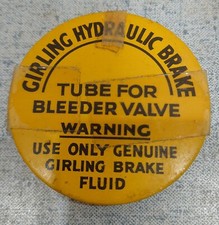 GIRLING HYDRAULIC BRAKE
TUBE FOR
BLEEDER VALVE
WARNING
USE ONLY GENUINE
GIRLING BRAKE
FLUID